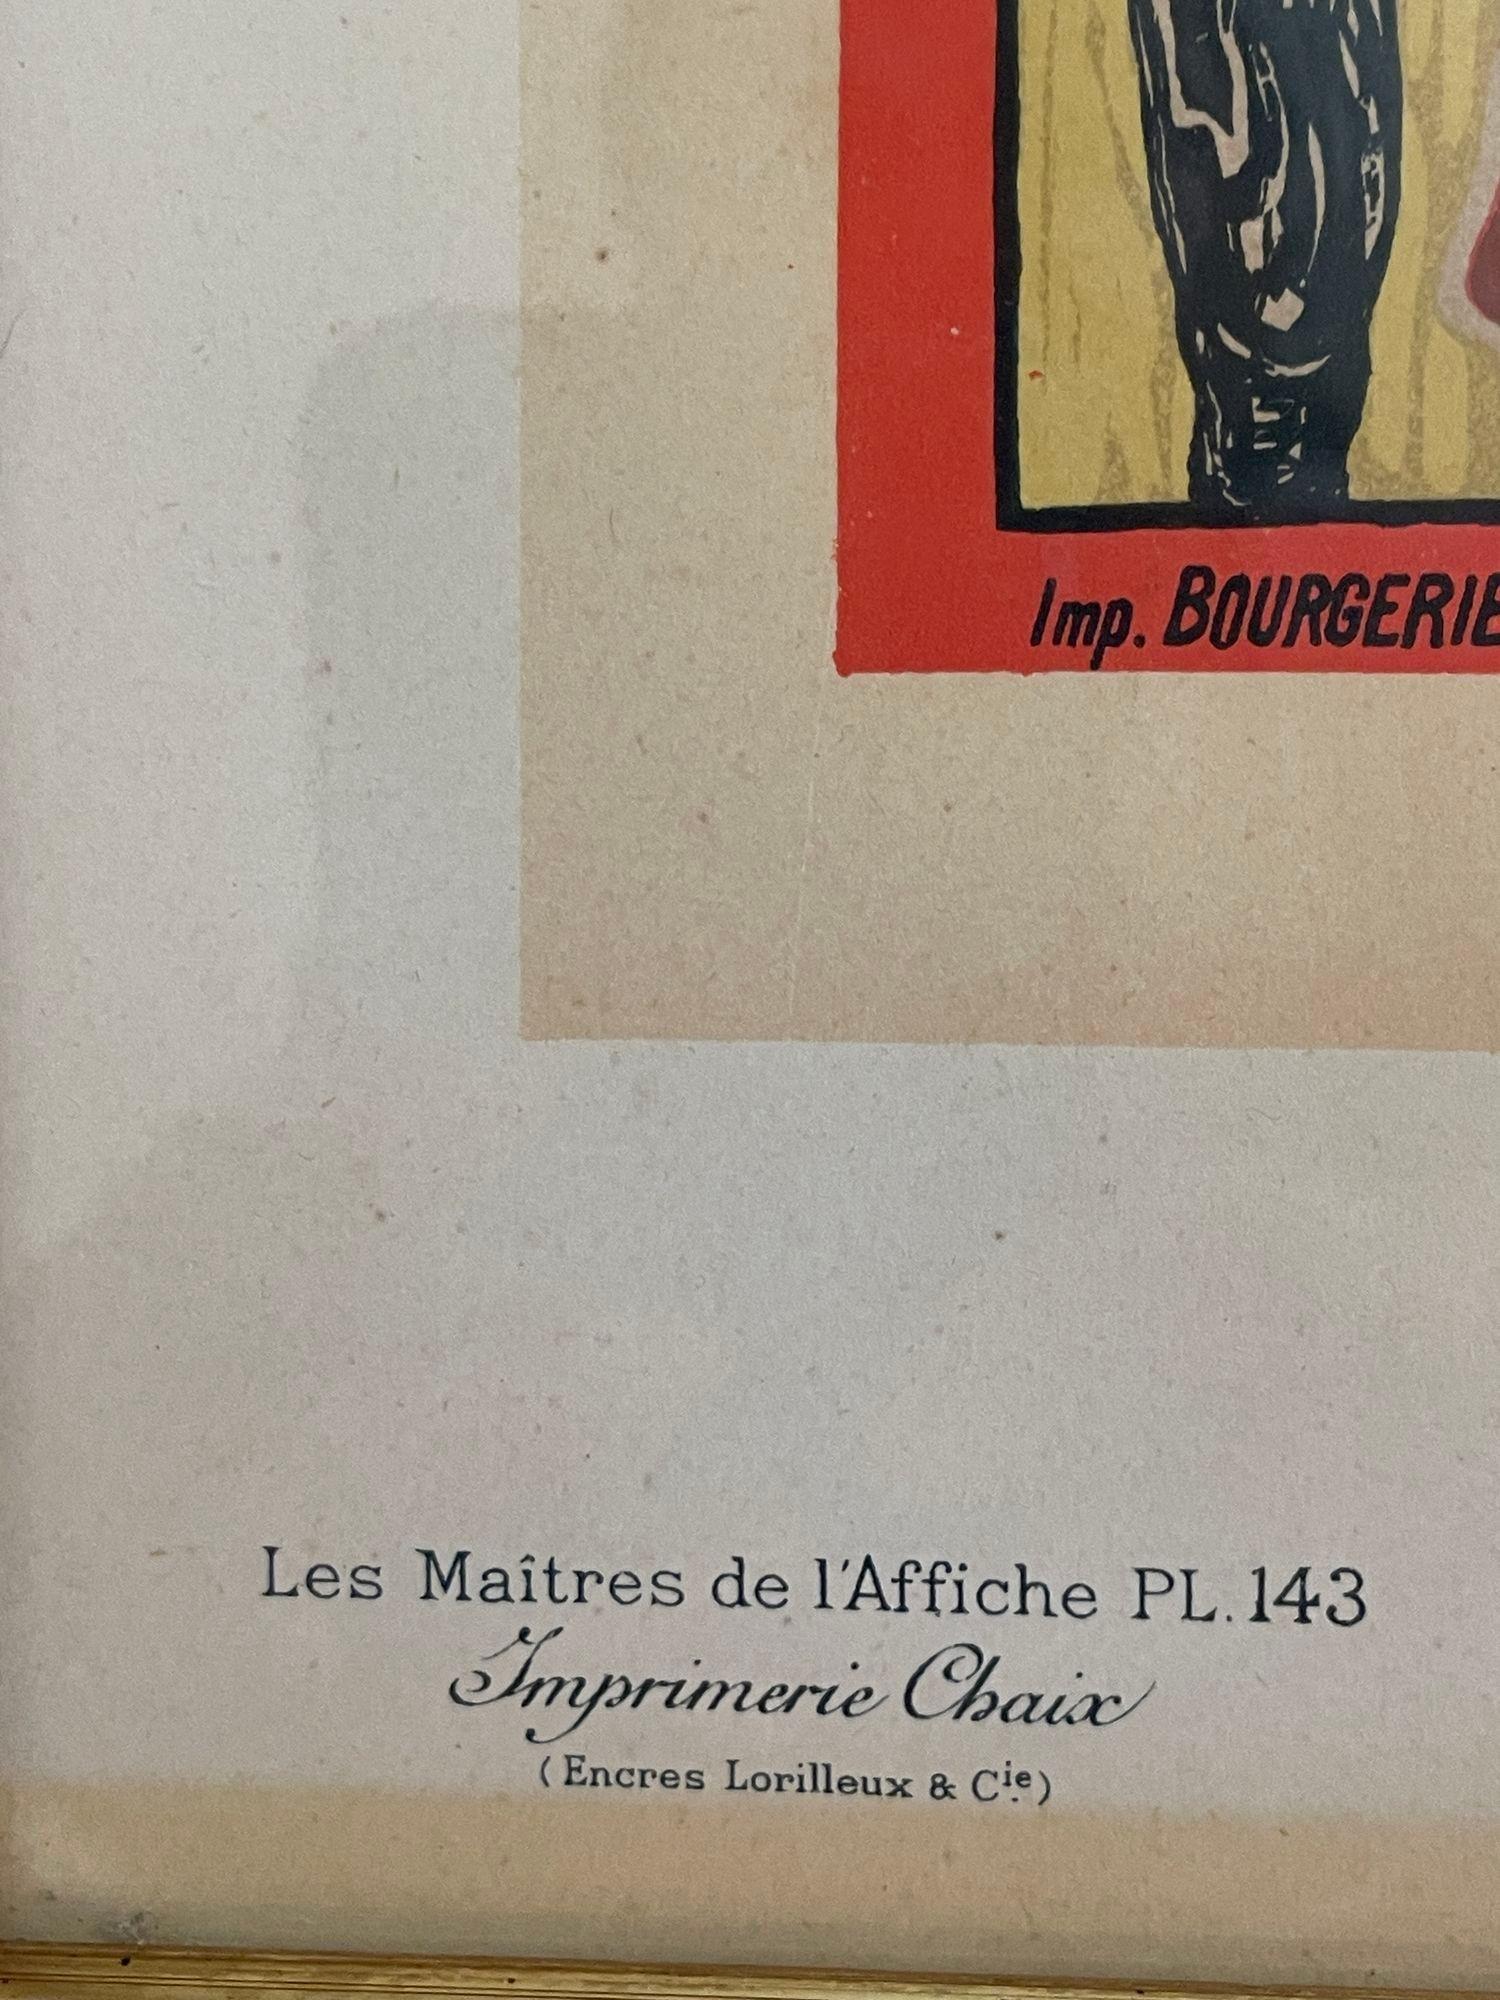 Imp. BOURGERIE
Les Maîtres de l'Affiche PL. 143
Imprimerie Chaix
(Encres Lorilleux & Cie.)